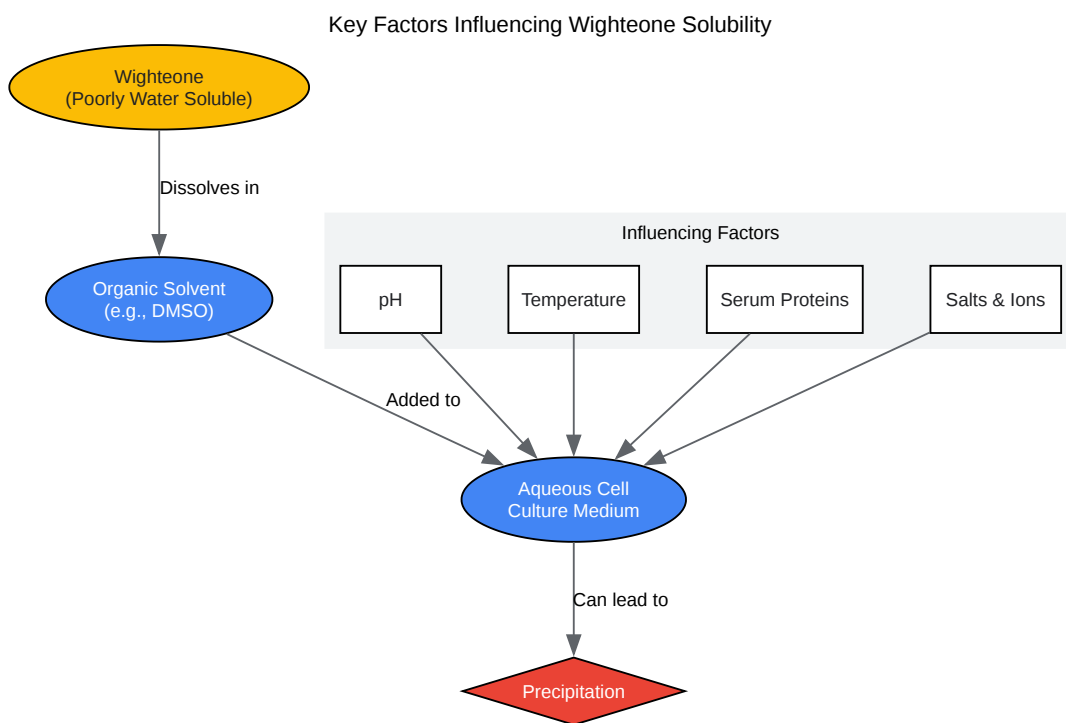 Key Factors Influencing Wighteone Solubility
Wighteone
(Poorly Water Soluble)
Dissolves in
Influencing Factors
Organic Solvent
(e.g., DMSO)
pH
Temperature
Serum Proteins
Salts & Ions
Added to
Aqueous Cell
Culture Medium
Can lead to
Precipitation